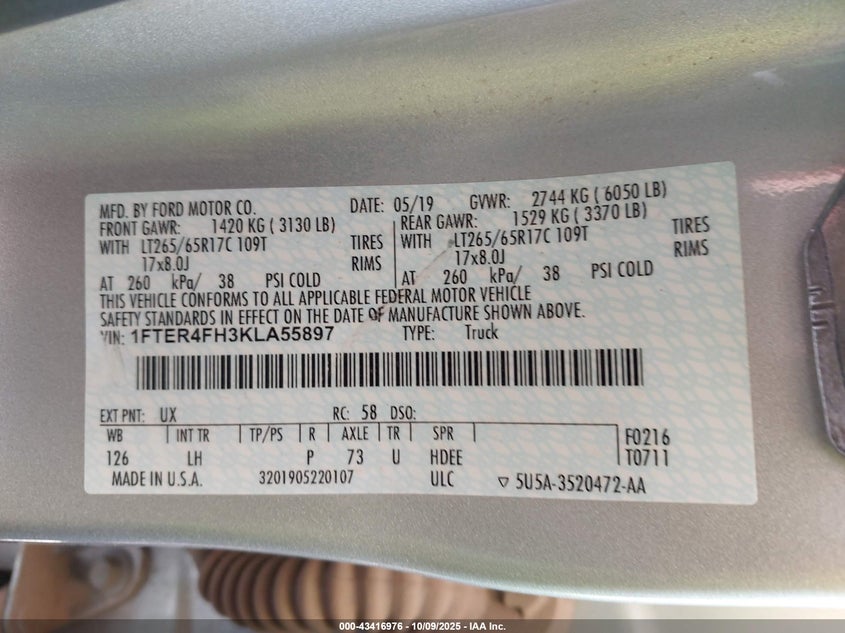 MFD. BY FORD MOTOR CO. DATE: 05/19 GVWR: 2744 KG ( 6050 LB)
FRONT GAWR: 1420 KG ( 3130 LB) REAR GAWR: 1529 KG ( 3370 LB)
WITH LT265/65R17C 109T TIRES WITH LT265/65R17C 109T TIRES
17x8.0J RIMS 17x8.0J RIMS
AT 260 kPa/ 38 PSI COLD AT 260 kPa/ 38 PSI COLD
THIS VEHICLE CONFORMS TO ALL APPLICABLE FEDERAL MOTOR VEHICLE
SAFETY STANDARDS IN EFFECT ON THE DATE OF MANUFACTURE SHOWN ABOVE.
VIN: 1FTER4FH3KLA55897 TYPE: Truck
EXT PNT: UX RC: 58 DSO:
WB INT TR TP/PS R AXLE TR SPR F0216
126 LH P 73 U HDEE T0711
MADE IN U.S.A. 3201905220107 ULC ▽ 5U5A-3520472-AA
000-43416976 | 10/09/2025 - IAA Inc.